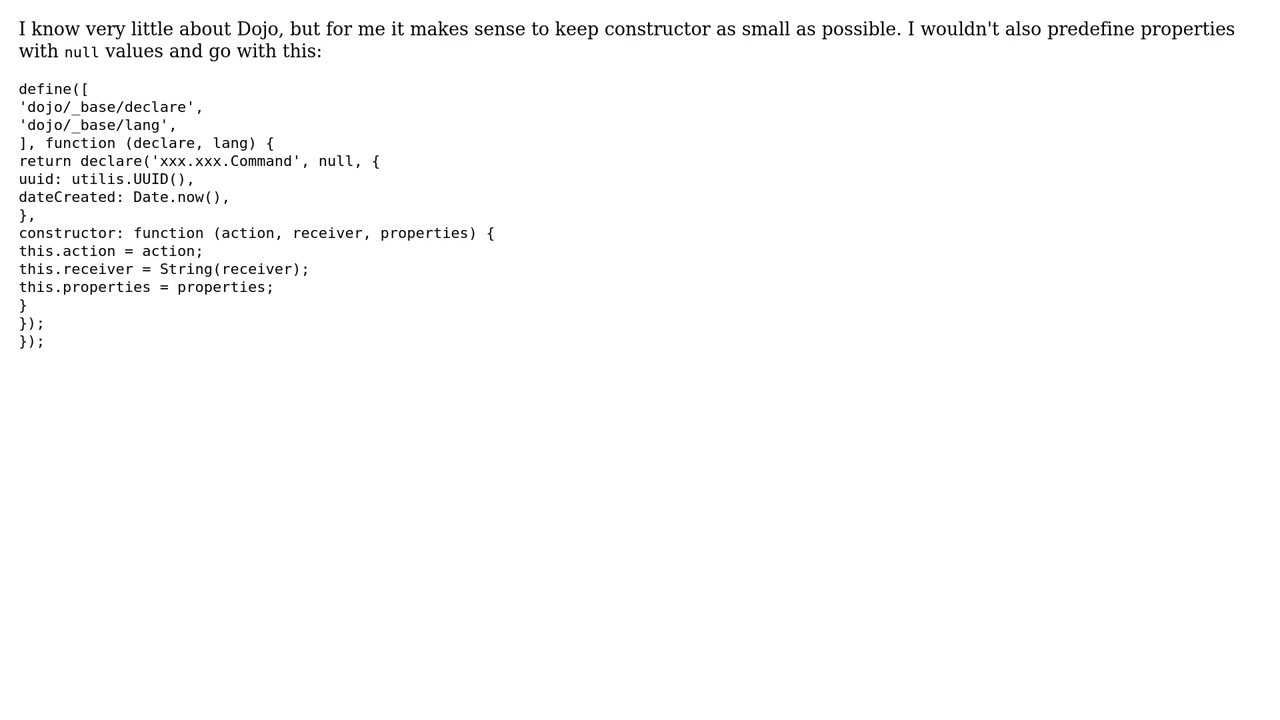 I know very little about Dojo, but for me it makes sense to keep constructor as small as possible. I wouldn't also predefine properties
with null values and go with this:
define([
'dojo/_base/declare',
'dojo/_base/lang',
], function (declare, lang) {
return declare('xxx.xxx.Command', null, {
uuid: utilis.UUID(),
dateCreated: Date.now(),
},
constructor: function (action, receiver, properties) {
this.action = action;
this.receiver = String(receiver);
this.properties = properties;
}
});
});